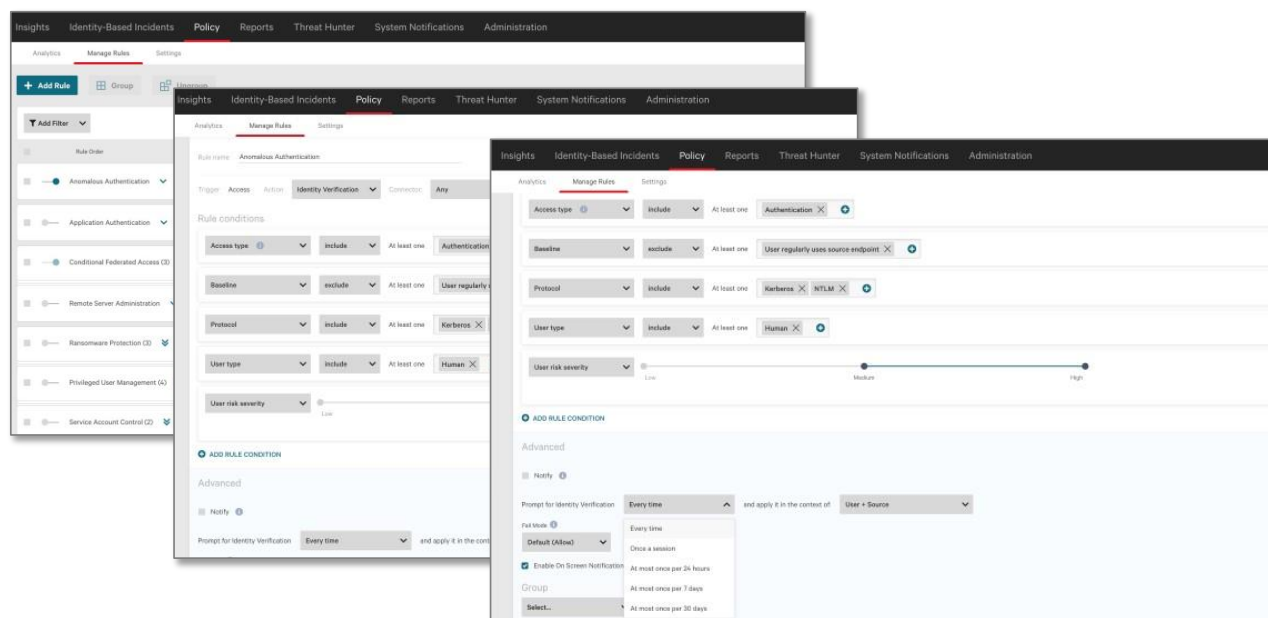 Insights Identity-Based Incidents Policy Reports Threat Hunter System Notifications Administration
Analytics Manage Rules Settings
+ Add Rule Group Ungroup
Add Filter
Rule Order
Anomalous Authentication
Application Authentication
Conditional Federated Access (3)
Remote Server Administration
Ransomware Protection (3)
Privileged User Management (4)
Service Account Control (2)
Insights Identity-Based Incidents Policy Reports Threat Hunter System Notifications Administration
Analytics Manage Rules Settings
Rule name Anomalous Authentication
Trigger Access Action Identity Verification Connector Any
Rule conditions
Access type include At least one Authentication
Baseline exclude At least one User regularly
Protocol include At least one Kerberos
User type include At least one Human
User risk severity
Low
ADD RULE CONDITION
Advanced
Notify
Prompt for Identity Verification Every time and apply it in the
Insights Identity-Based Incidents Policy Reports Threat Hunter System Notifications Administration
Analytics Manage Rules Settings
Access type include At least one Authentication
Baseline exclude At least one User regularly uses source endpoint
Protocol include At least one Kerberos NTLM
User type include At least one Human
User risk severity
Low Medium High
ADD RULE CONDITION
Advanced
Notify
Prompt for Identity Verification Every time and apply it in the context of: User + Source
Fail Mode
Default (Allow)
Enable On Screen Notification
Group
Select...
Every time
Once a session
At most once per 24 hours
At most once per 7 days
At most once per 30 days